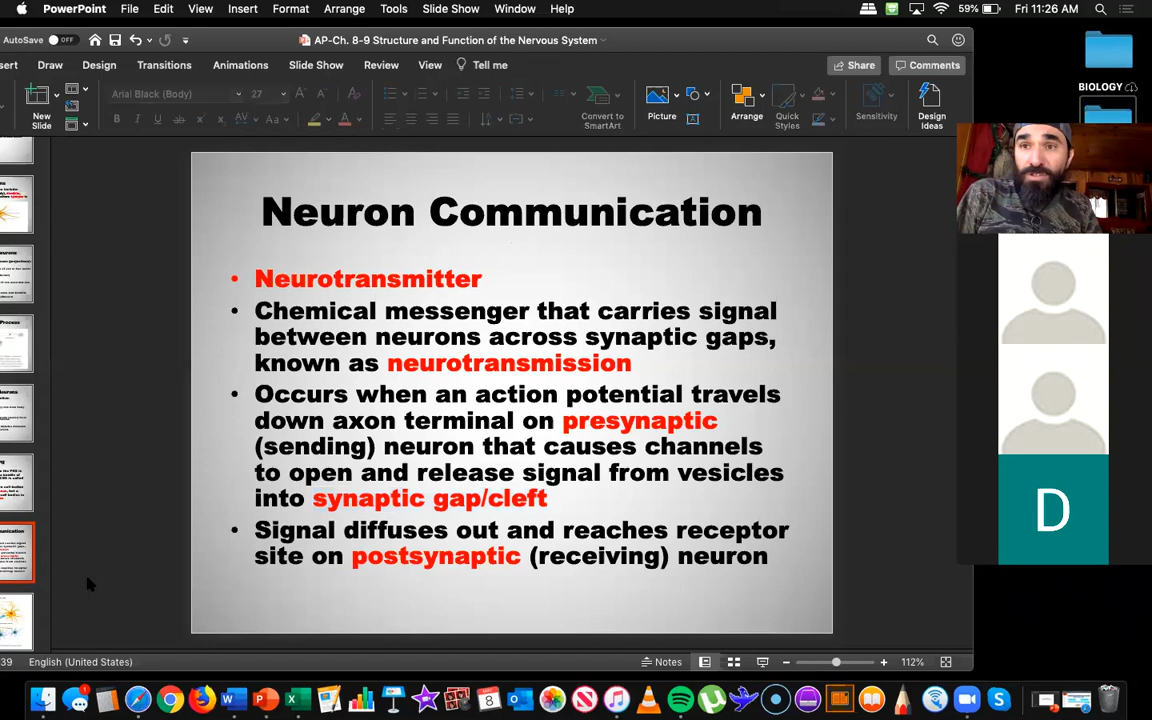 PowerPoint File Edit View Insert Format Arrange Tools Slide Show Window Help 59% Fri 11:26 AM
AutoSave OFF AP-Ch. 8-9 Structure and Function of the Nervous System
sert Draw Design Transitions Animations Slide Show Review View Tell me Share Comments
Arial Black (Body) 27
New Slide
Convert to SmartArt
Picture
Arrange
Quick Styles
Sensitivity
Design Ideas
BIOLOGY
Neuron Communication
• Neurotransmitter
• Chemical messenger that carries signal
between neurons across synaptic gaps,
known as neurotransmission
• Occurs when an action potential travels
down axon terminal on presynaptic
(sending) neuron that causes channels
to open and release signal from vesicles
into synaptic gap/cleft
• Signal diffuses out and reaches receptor
site on postsynaptic (receiving) neuron
D
39 English (United States) Notes 112%